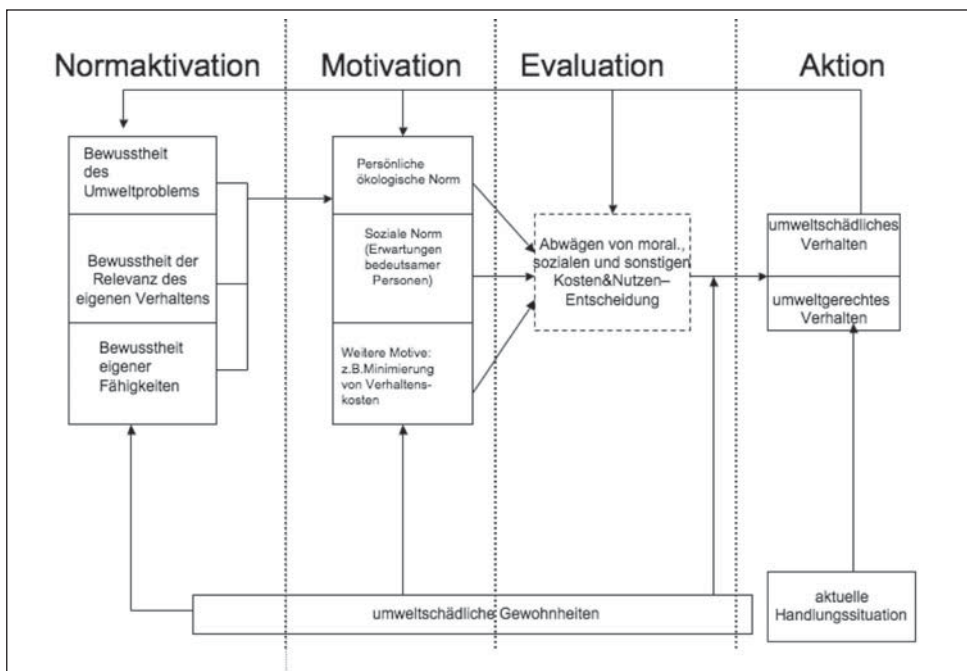 Normaktivation
Motivation
Evaluation
Aktion
Bewusstheit
des
Umweltproblems
Bewusstheit der
Relevanz des
eigenen Verhaltens
Bewusstheit
eigener
Fähigkeiten
Persönliche
ökologische Norm
Soziale Norm
(Erwartungen
bedeutsamer
Personen)
Weitere Motive:
z.B.Minimierung
von Verhaltens-
kosten
Abwägen von moral.,
sozialen und sonstigen
Kosten&Nutzen–
Entscheidung
umweltschädliches
Verhalten
umweltgerechtes
Verhalten
umweltschädliche Gewohnheiten
aktuelle
Handlungssituation